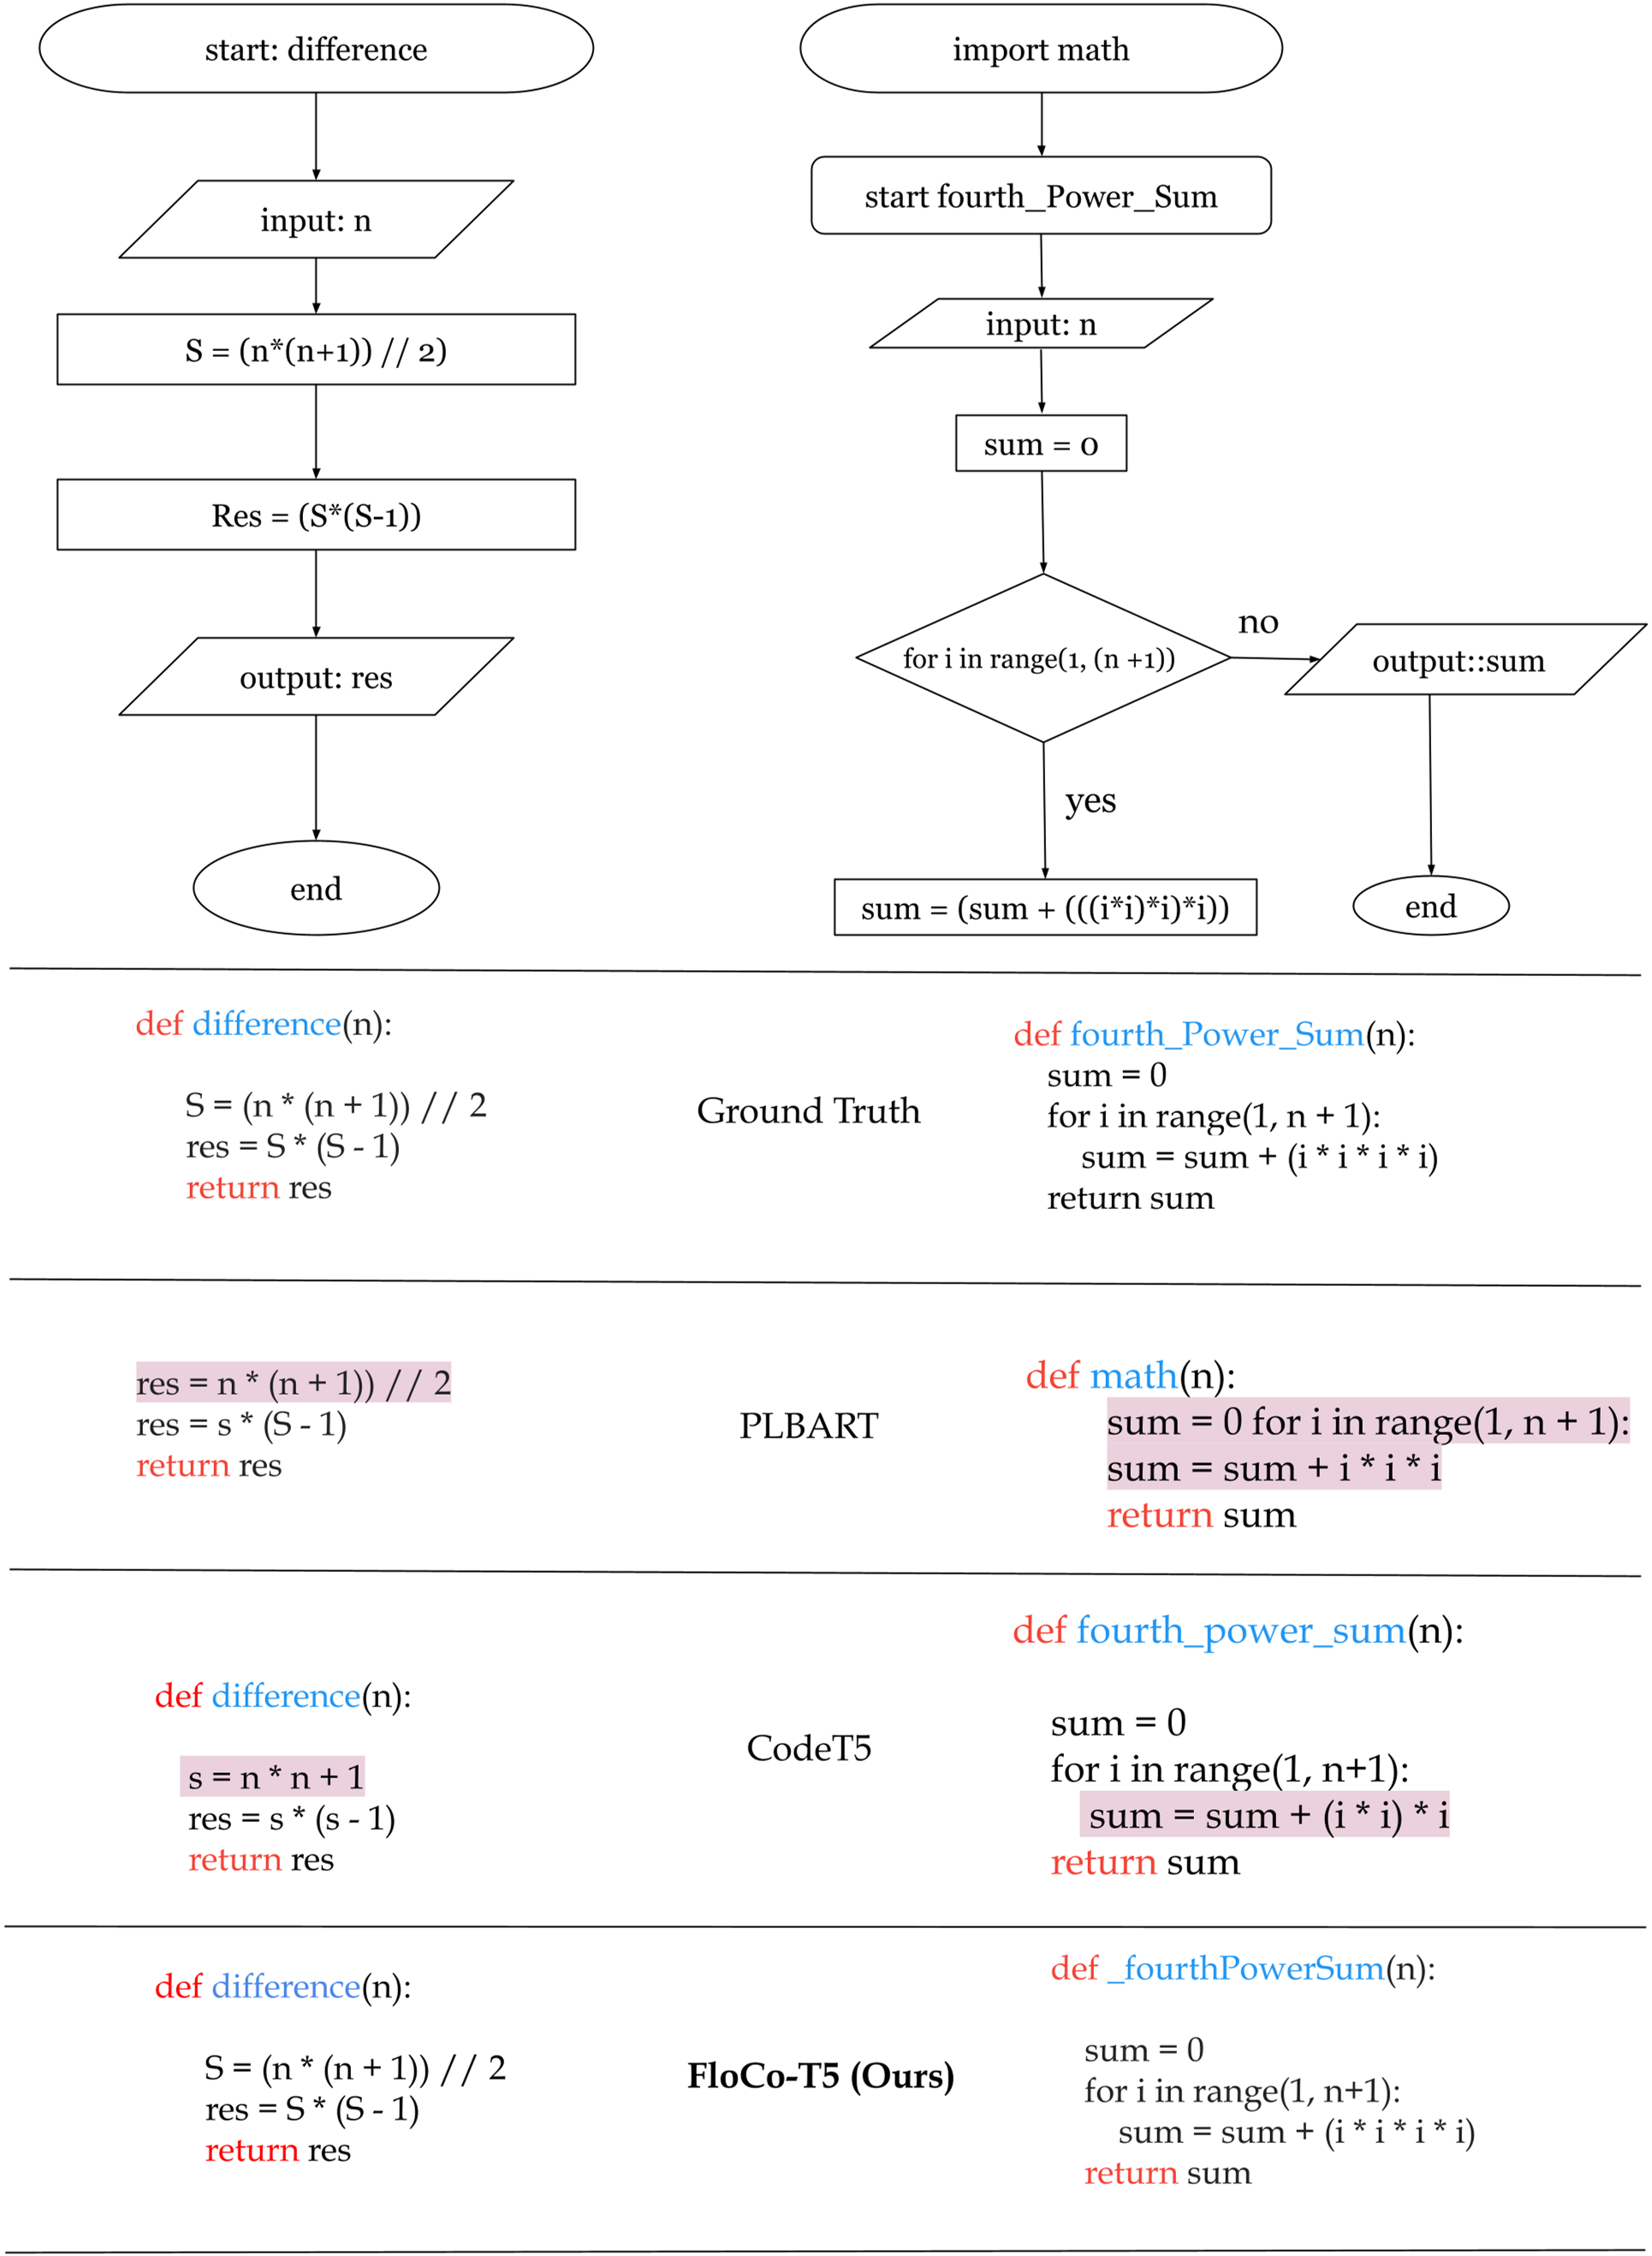 start: difference
input: n
S = (n*(n+1)) // 2)
Res = (S*(S-1))
output: res
end
import math
start fourth_Power_Sum
input: n
sum = 0
for i in range(1, (n +1))
no
output::sum
yes
sum = (sum + (((i*i)*i)*i))
end
def difference(n):
S = (n * (n + 1)) // 2
res = S * (S - 1)
return res
Ground Truth
def fourth_Power_Sum(n):
sum = 0
for i in range(1, n + 1):
sum = sum + (i * i * i * i)
return sum
res = n * (n + 1)) // 2
res = s * (S - 1)
return res
PLBART
def math(n):
sum = 0 for i in range(1, n + 1):
sum = sum + i * i * i
return sum
def difference(n):
s = n * n + 1
res = s * (s - 1)
return res
CodeT5
def fourth_power_sum(n):
sum = 0
for i in range(1, n+1):
sum = sum + (i * i) * i
return sum
def difference(n):
S = (n * (n + 1)) // 2
res = S * (S - 1)
return res
FloCo-T5 (Ours)
def _fourthPowerSum(n):
sum = 0
for i in range(1, n+1):
sum = sum + (i * i * i * i)
return sum